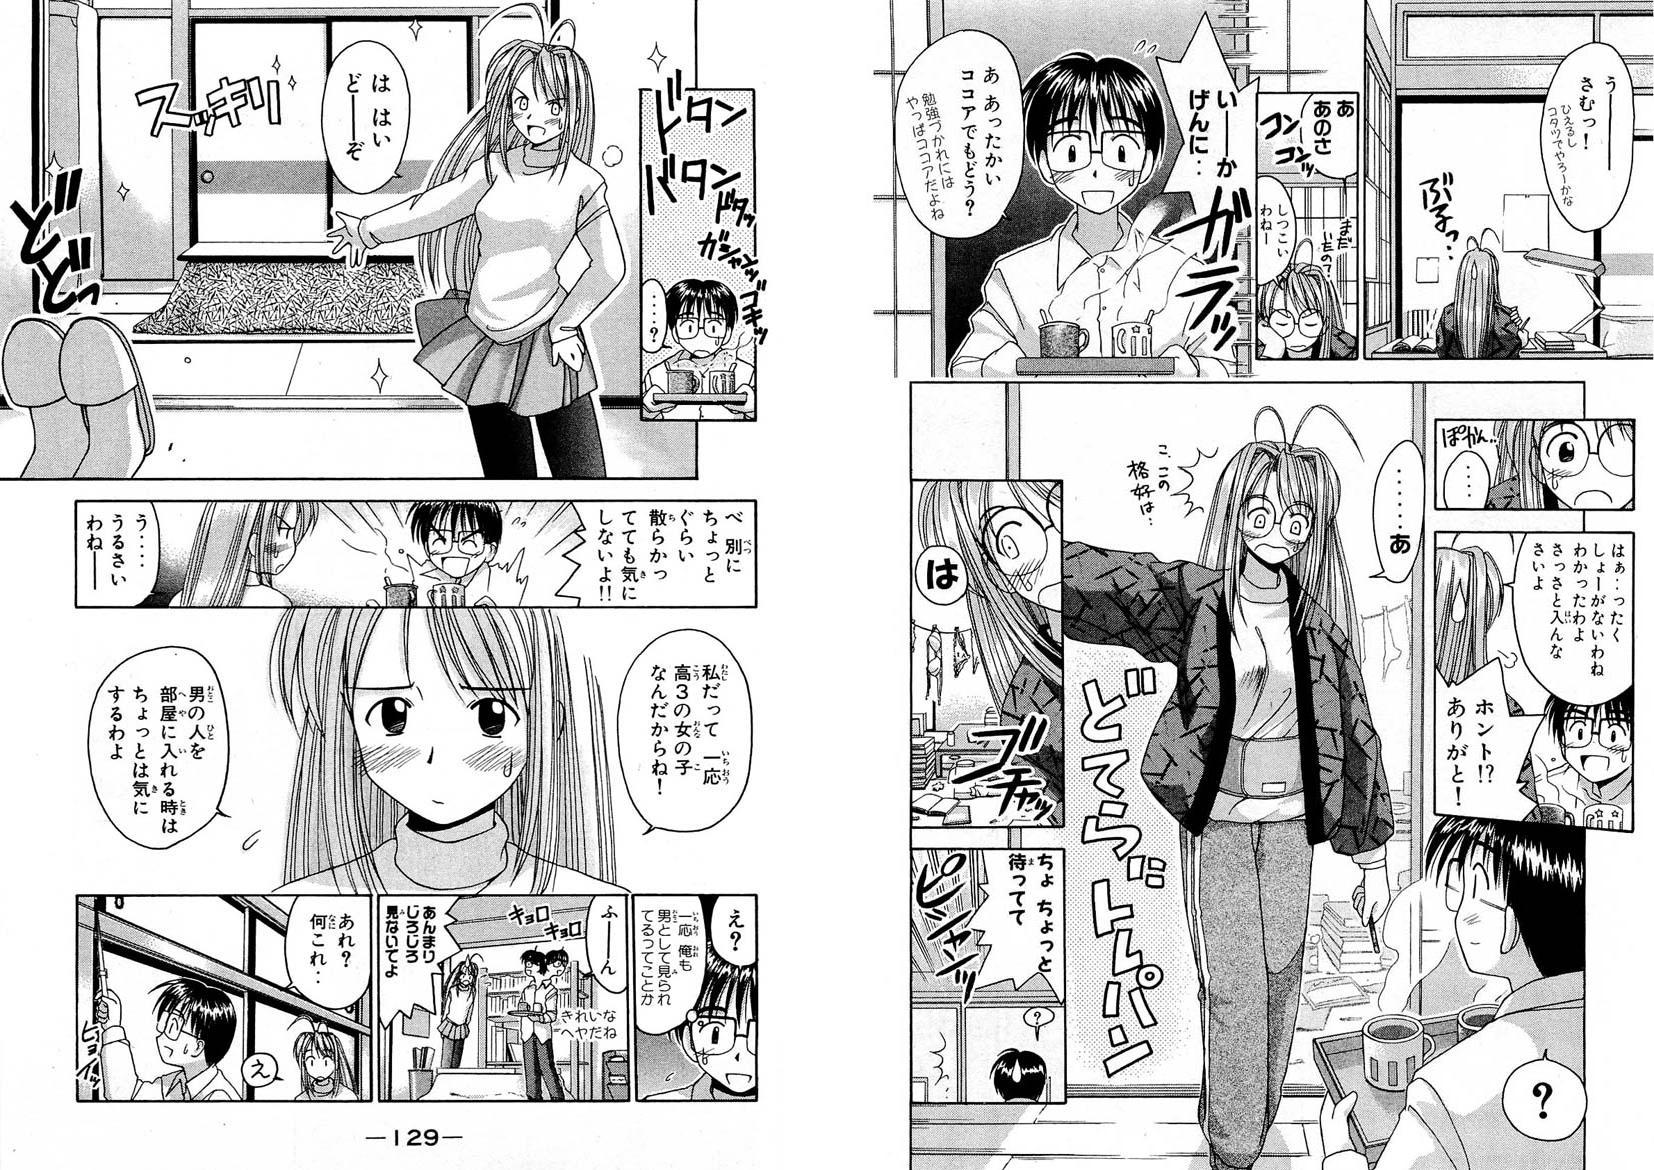 うーー
さむっ!
ひえるし
コタツでやろーかな
ぶるっ・
あ
あのさ
コンコンッ
しつこい
わねー
まだいたの?
いーーか
げんに・・
ガラッ
あ あったかい
ココアでもどう?
勉強づかれには
やっぱココアだよね
ぽかん・・
・・・・
はぁ・・ったく
しょーがないわね
わかったわよ
さっさと入んな
さいよ
ホント!?
ありがと!
・・・・・・
・・・・・あ
こ、この
格好は・・
どてら
トレパン
?
は
ブチャッ
ちょ ちょっと
待ってて
ピシャッ
?
ドタン
バタン
ドタッ
ガシャンッ
ゴキッ
・・・・?
は はい
どーーぞ
スッキリ
どどどっ
べ 別に
ちょっと
ぐらい
散らかっ
てても気に
しないよ!!
う・・・・
うるさい
わねーー
私だって 一応
高3の女の子
なんだからね!
男の人を
部屋に入れる時は
ちょっとは気に
するわよ
え?
一応 俺も
男として見られ
てるってことか
ふーーん
キョロ
キョロ
きれいな
ヘヤだね
あんまり
じろじろ
見ないでよ
あれ?
何これ・・
え
ヒョイッ
—129—